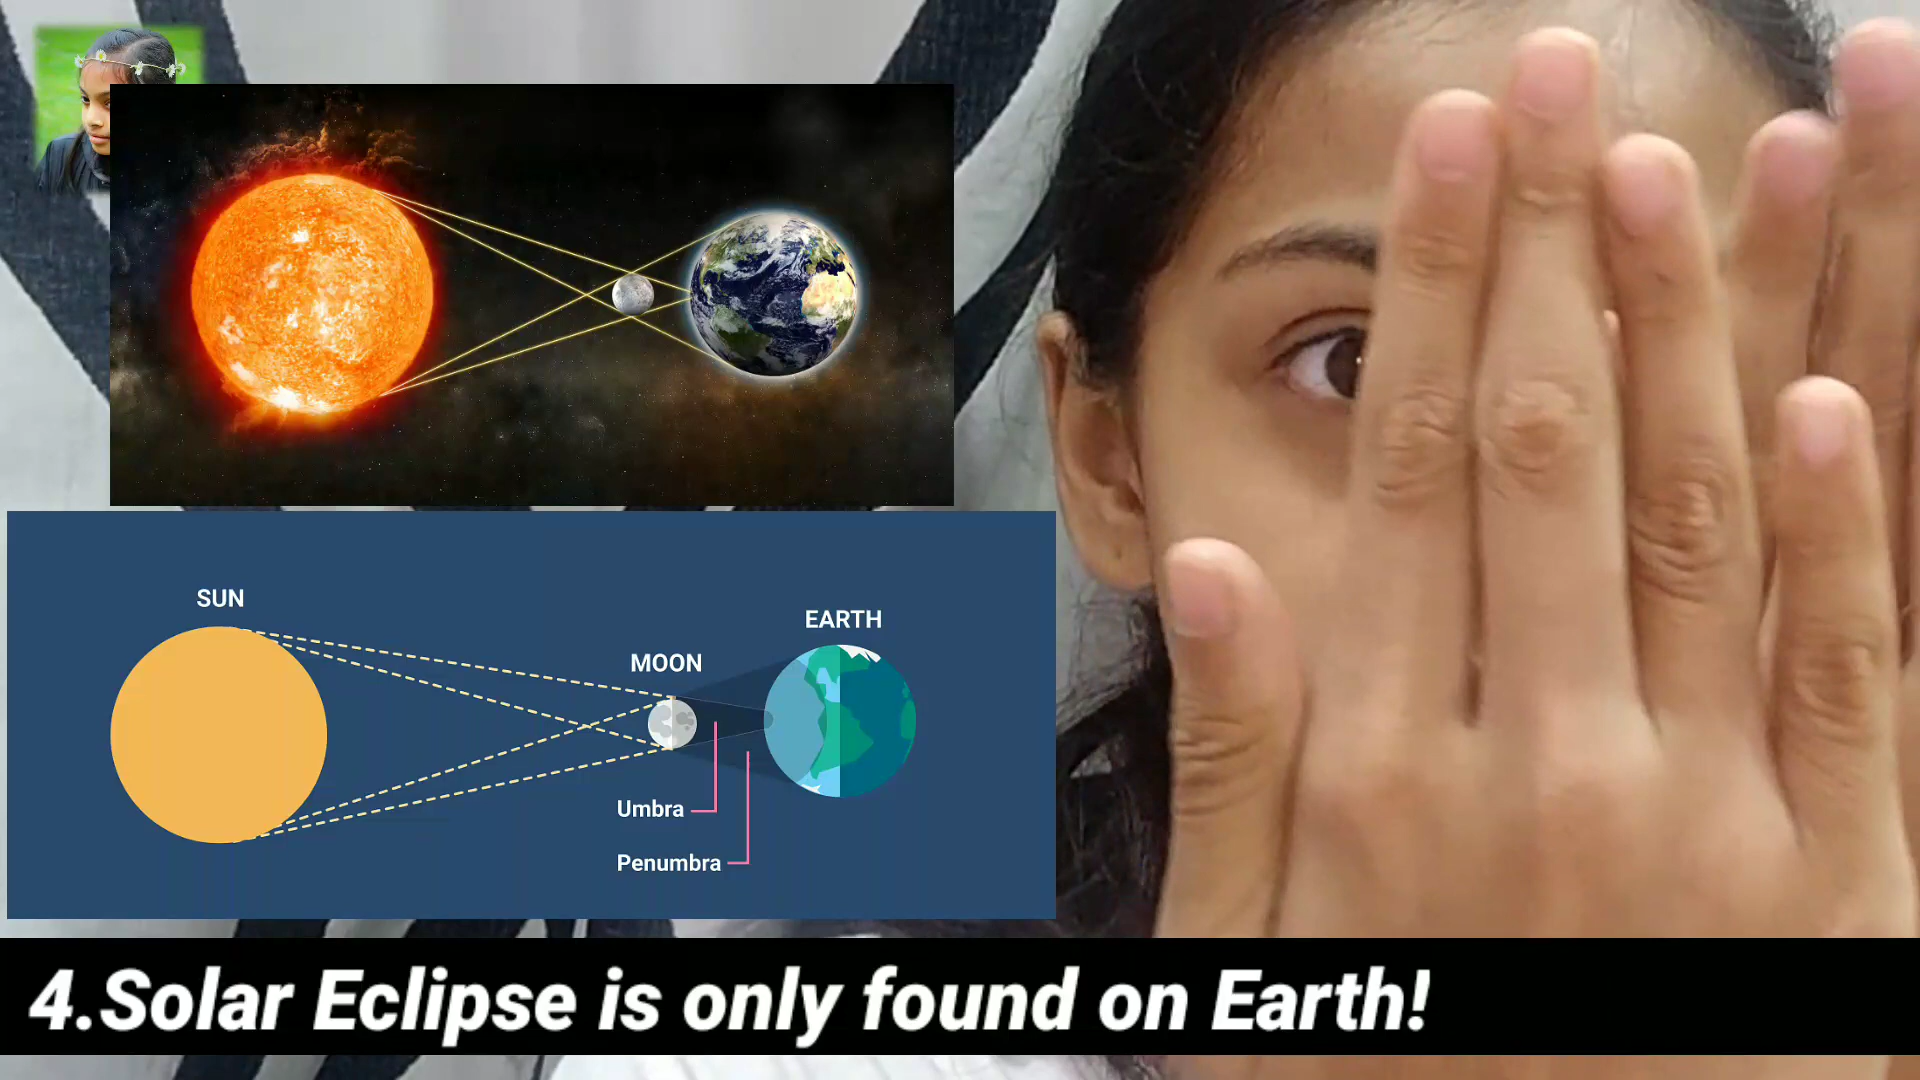 SUN
EARTH
MOON
Umbra
Penumbra
4.Solar Eclipse is only found on Earth!